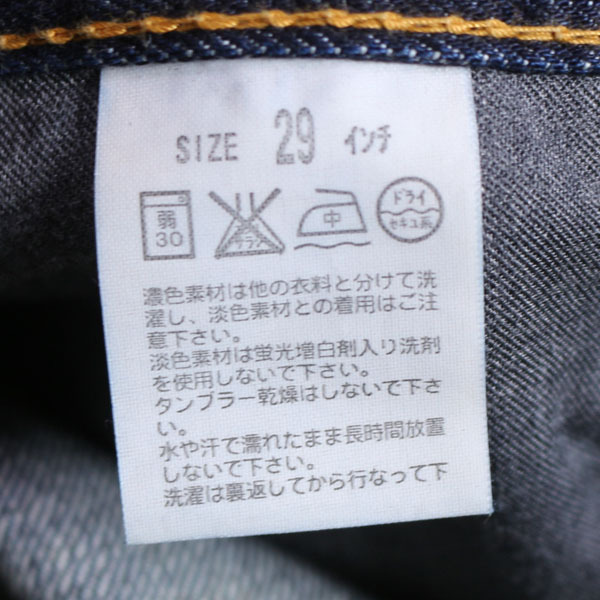 SIZE 29 インチ
弱
30
エンソ
サラシ
中
ドライ
セキユ系
濃色素材は他の衣料と分けて洗
濯し、淡色素材との着用はご注
意下さい。
淡色素材は蛍光増白剤入り洗剤
を使用しないで下さい。
タンブラー乾燥はしないで下さ
い。
水や汗で濡れたまま長時間放置
しないで下さい。
洗濯は裏返してから行なって下